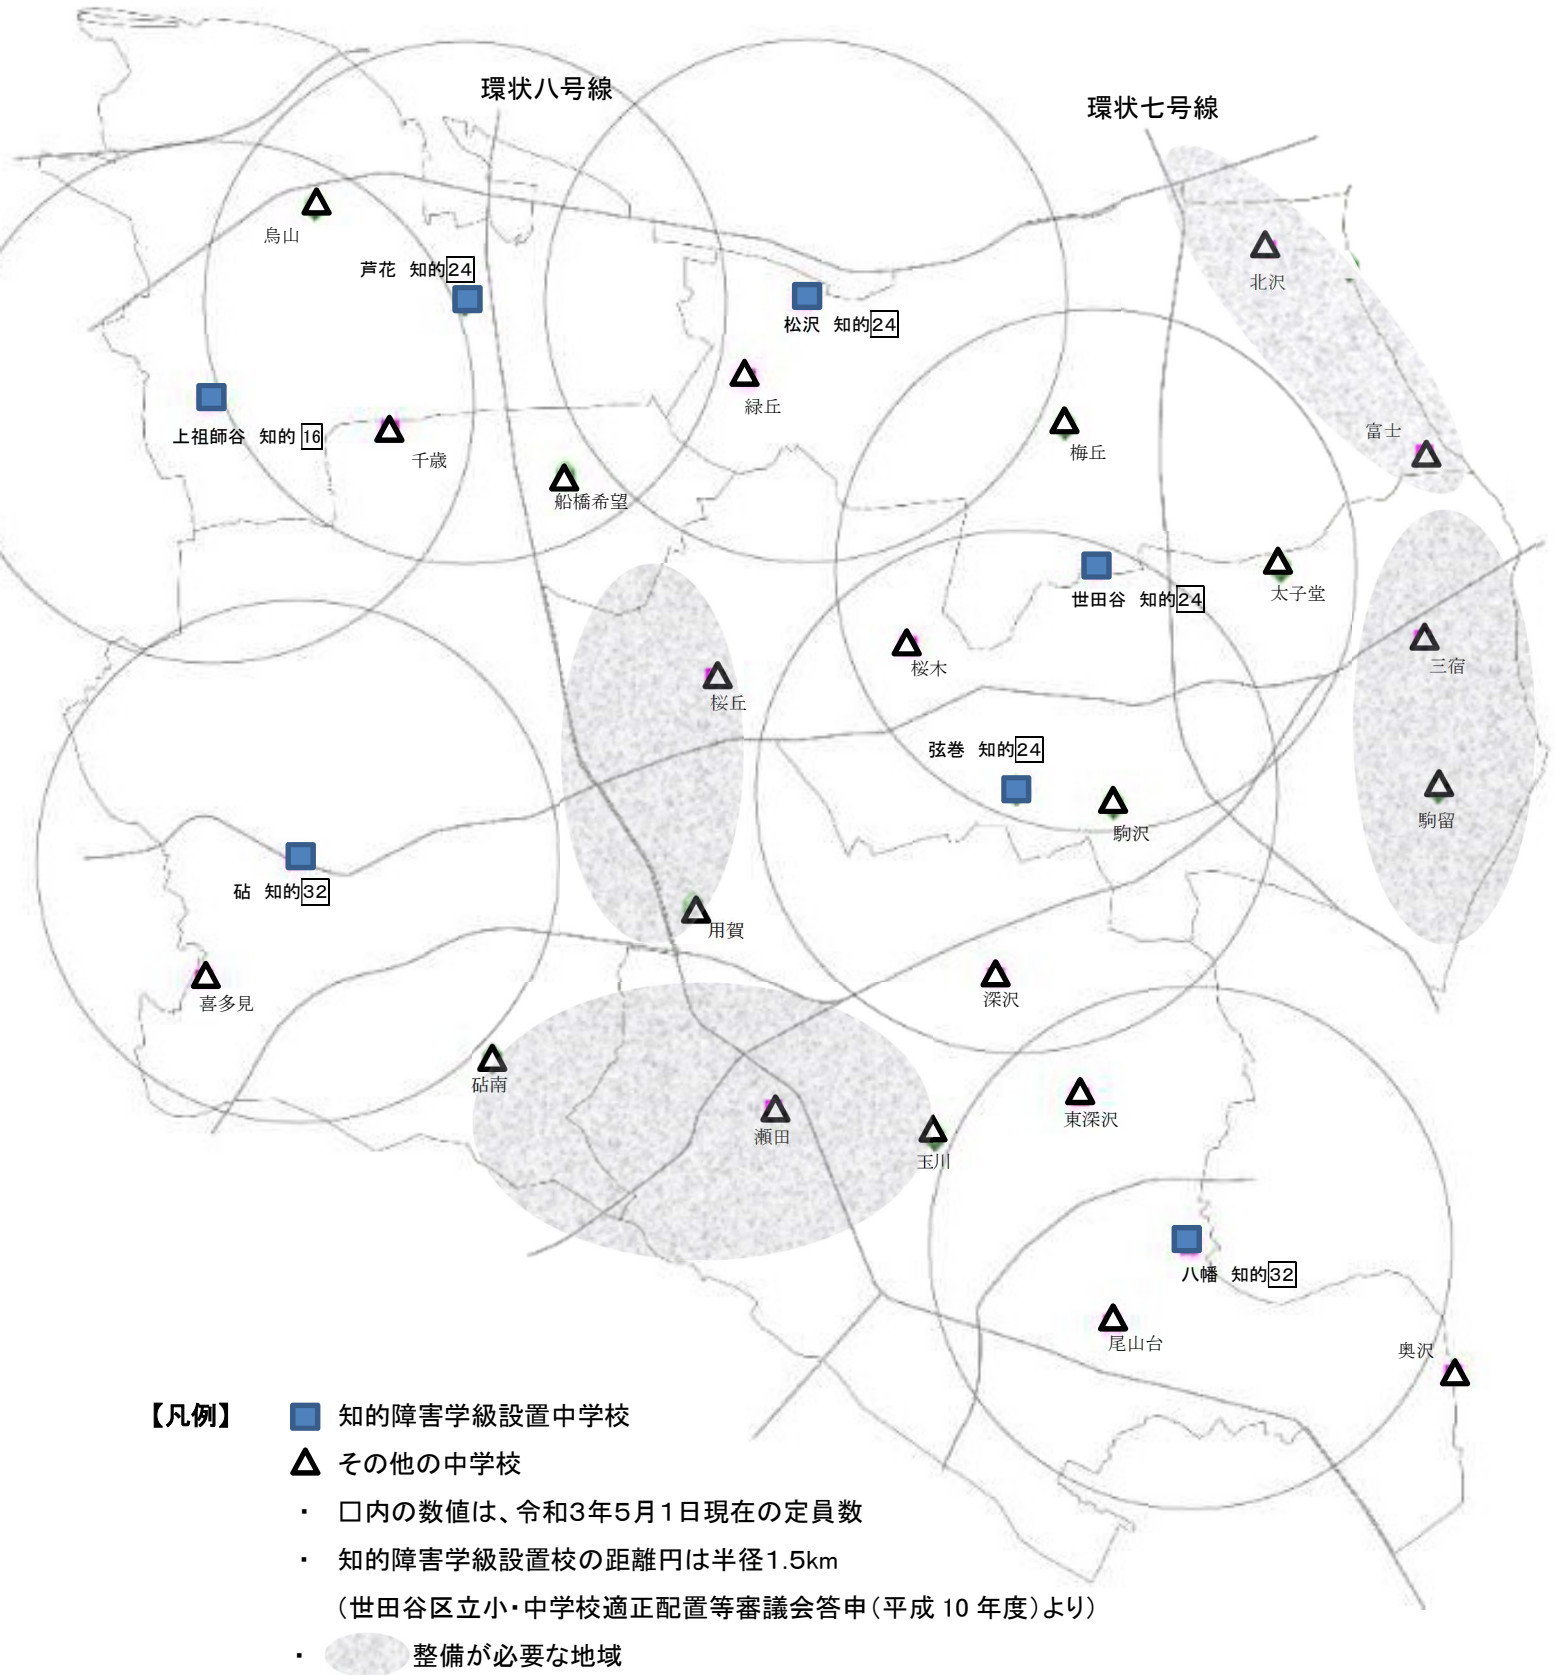 環状八号線
環状七号線
烏山
芦花　知的24
北沢
松沢　知的24
緑丘
上祖師谷　知的 16
千歳
梅丘
富士
船橋希望
世田谷　知的24
太子堂
桜木
三宿
桜丘
弦巻　知的24
駒沢
駒留
砧　知的32
用賀
喜多見
深沢
砧南
瀬田
玉川
東深沢
八幡　知的32
尾山台
奥沢
【凡例】　知的障害学級設置中学校
その他の中学校
・　口内の数値は、令和3年5月1日現在の定員数
・　知的障害学級設置校の距離円は半径1.5km
（世田谷区立小・中学校適正配置等審議会答申（平成 10 年度）より）
・　整備が必要な地域